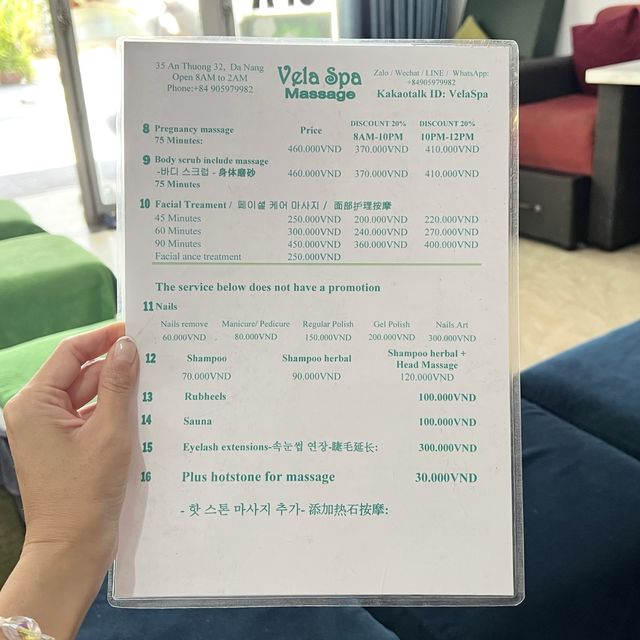 35 An Thuong 32, Da Nang
Open 8AM to 2AM
Phone:+84 905979982
Vela Spa
Massage
Zalo / Wechat / LINE / WhatsApp:
+84905979982
Kakaotalk ID: VelaSpa
8 Pregnancy massage
75 Minutes:
Price
DISCOUNT 20%
8AM-10PM
DISCOUNT 20%
10PM-12PM
460.000VND 370.000VND 410.000VND
9 Body scrub include massage
-바디 스크럽 - 身体磨砂 460.000VND 370.000VND 410.000VND
75 Minutes
10 Facial Treament / 페이셜 케어 마사지 / 面部护理按摩
45 Minutes 250.000VND 200.000VND 220.000VND
60 Minutes 300.000VND 240.000VND 270.000VND
90 Minutes 450.000VND 360.000VND 400.000VND
Facial ance treatment 250.000VND
The service below does not have a promotion
11 Nails
Nails remove Manicure/ Pedicure Regular Polish Gel Polish Nails Art
60.000VND 80.000VND 150.000VND 200.000VND 300.000VND
12 Shampoo Shampoo herbal Shampoo herbal +
Head Massage
70.000VND 90.000VND 120.000VND
13 Rubheels 100.000VND
14 Sauna 100.000VND
15 Eyelash extensions-속눈썹 연장-睫毛延长: 300.000VND
16 Plus hotstone for massage 30.000VND
- 핫 스톤 마사지 추가- 添加热石按摩: